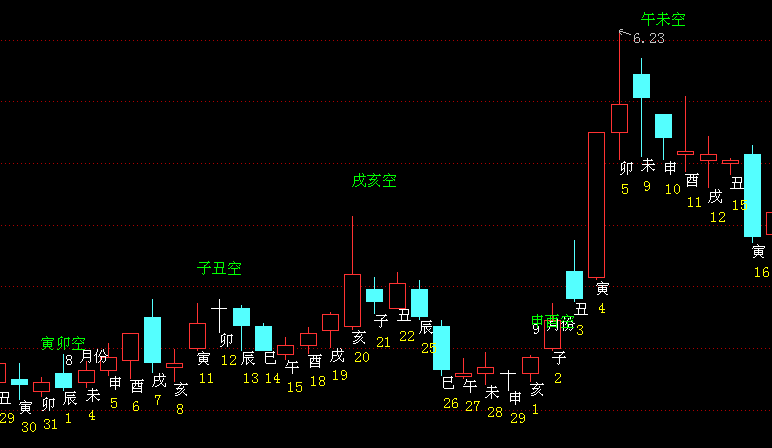 午未空
6.23
戌亥空
子丑空
寅卯空
申酉空
8 月份
9 月份
丑
29
寅
30
卯
31
辰
1
未
4
申
5
酉
6
戌
7
亥
8
寅
11
卯
12
辰
13
巳
14
午
15
酉
18
戌
19
亥
20
子
21
丑
22
辰
25
巳
26
午
27
未
28
申
29
亥
1
子
2
丑
3
寅
4
卯
5
未
9
申
10
酉
11
戌
12
丑
15
寅
16